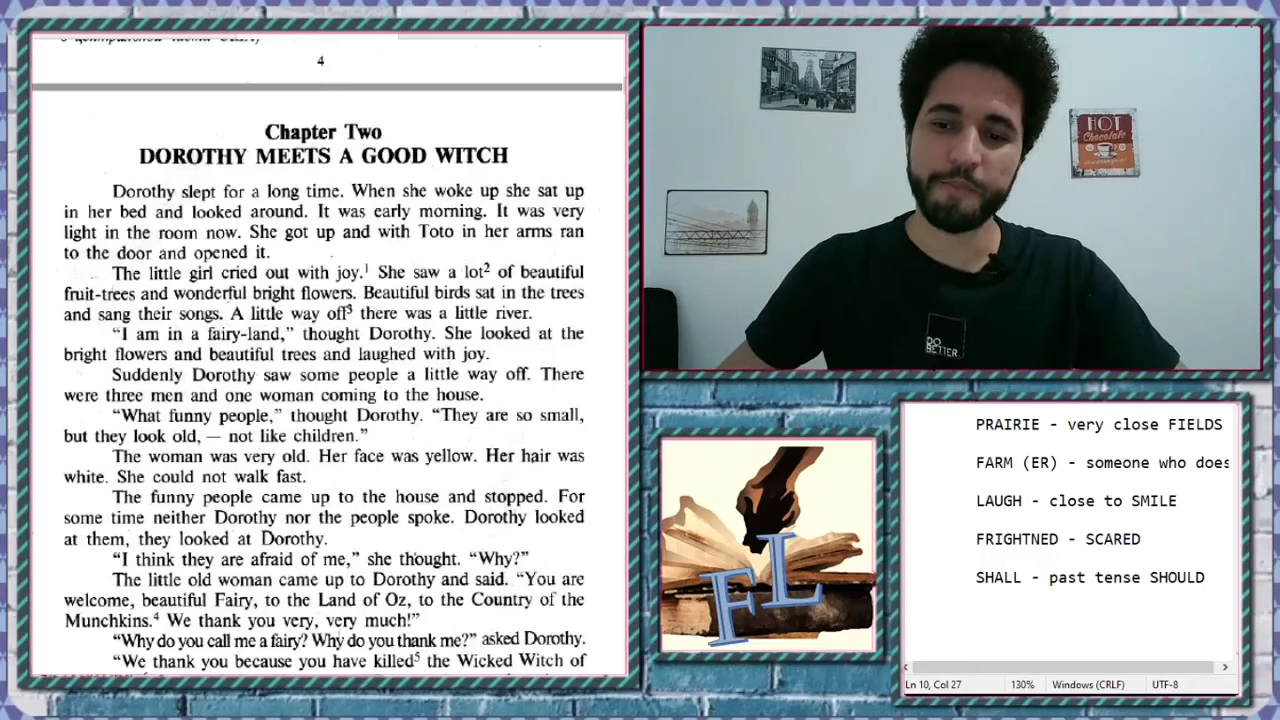 4
Chapter Two
DOROTHY MEETS A GOOD WITCH
Dorothy slept for a long time. When she woke up she sat up
in her bed and looked around. It was early morning. It was very
light in the room now. She got up and with Toto in her arms ran
to the door and opened it.
The little girl cried out with joy.¹ She saw a lot² of beautiful
fruit-trees and wonderful bright flowers. Beautiful birds sat in the trees
and sang their songs. A little way off³ there was a little river.
“I am in a fairy-land,” thought Dorothy. She looked at the
bright flowers and beautiful trees and laughed with joy.
Suddenly Dorothy saw some people a little way off. There
were three men and one woman coming to the house.
“What funny people,” thought Dorothy. “They are so small,
but they look old, — not like children.”
The woman was very old. Her face was yellow. Her hair was
white. She could not walk fast.
The funny people came up to the house and stopped. For
some time neither Dorothy nor the people spoke. Dorothy looked
at them, they looked at Dorothy.
“I think they are afraid of me,” she thought. “Why?”
The little old woman came up to Dorothy and said. “You are
welcome, beautiful Fairy, to the Land of Oz, to the Country of the
Munchkins.⁴ We thank you very, very much!”
“Why do you call me a fairy? Why do you thank me?” asked Dorothy.
“We thank you because you have killed⁵ the Wicked Witch of
HOT
Chocolate
DO
BETTER.
FL
PRAIRIE - very close FIELDS
FARM (ER) - someone who does
LAUGH - close to SMILE
FRIGHTNED - SCARED
SHALL - past tense SHOULD
Ln 10, Col 27 130% Windows (CRLF) UTF-8